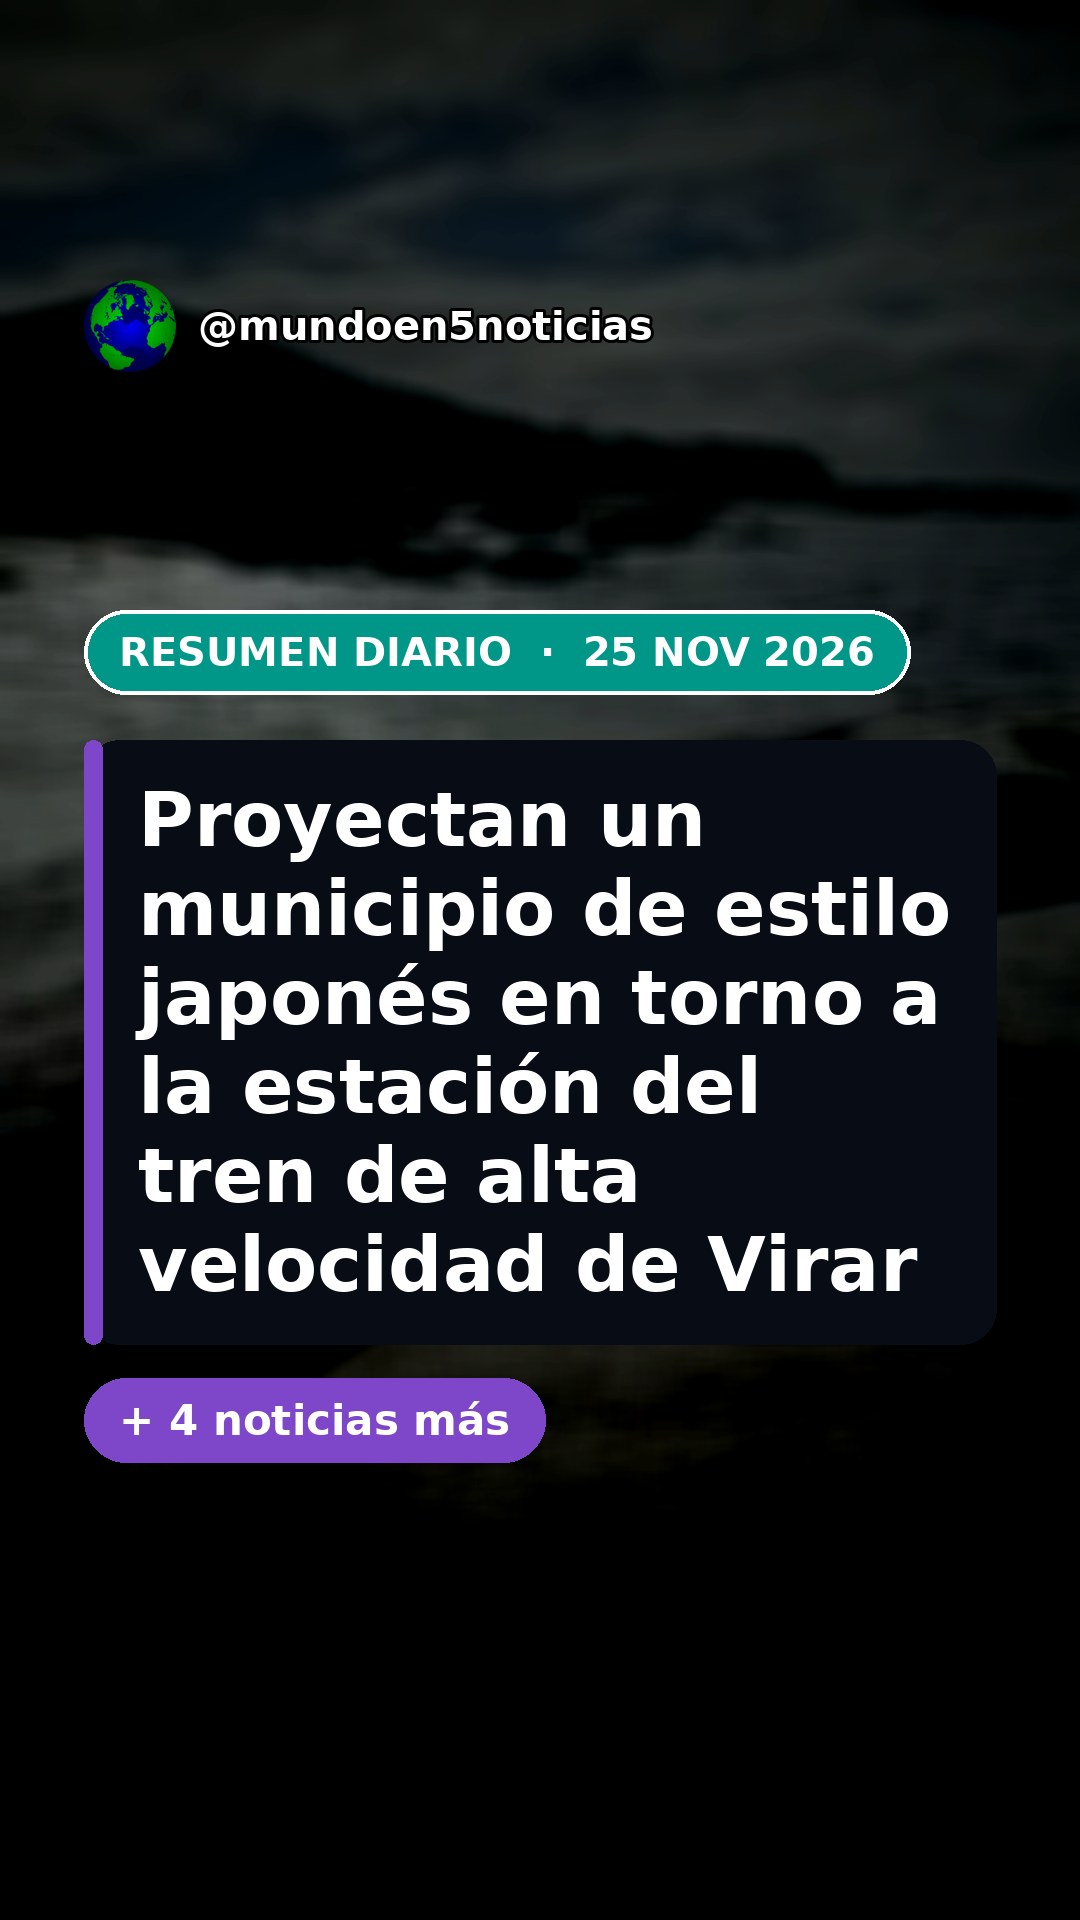 @mundoen5noticias
RESUMEN DIARIO · 25 NOV 2026
Proyectan un
municipio de estilo
japonés en torno a
la estación del
tren de alta
velocidad de Virar
+ 4 noticias más